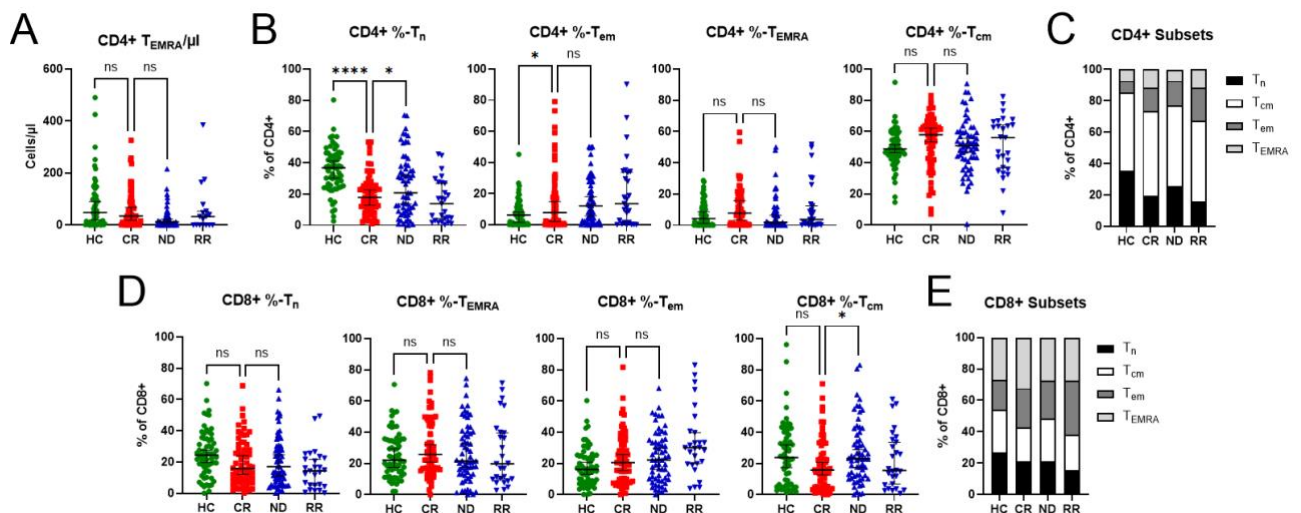 A
CD4+ T_EMRA/µl
ns ns
600
400
200
0
Cells/µl
HC CR ND RR
B
CD4+ %-Tn
**** *
100
80
60
40
20
0
% of CD4+
HC CR ND RR
CD4+ %-Tem
* ns
100
80
60
40
20
0
HC CR ND RR
CD4+ %-T_EMRA
ns ns
100
80
60
40
20
0
HC CR ND RR
CD4+ %-Tcm
ns ns
100
80
60
40
20
0
HC CR ND RR
C
CD4+ Subsets
100
80
60
40
20
0
% of CD4+
HC CR ND RR
Tn
Tcm
Tem
T_EMRA
D
CD8+ %-Tn
ns ns
100
80
60
40
20
0
% of CD8+
HC CR ND RR
CD8+ %-T_EMRA
ns ns
100
80
60
40
20
0
HC CR ND RR
CD8+ %-Tem
ns ns
100
80
60
40
20
0
HC CR ND RR
CD8+ %-Tcm
ns *
100
80
60
40
20
0
HC CR ND RR
E
CD8+ Subsets
100
80
60
40
20
0
% of CD8+
HC CR ND RR
Tn
Tcm
Tem
T_EMRA